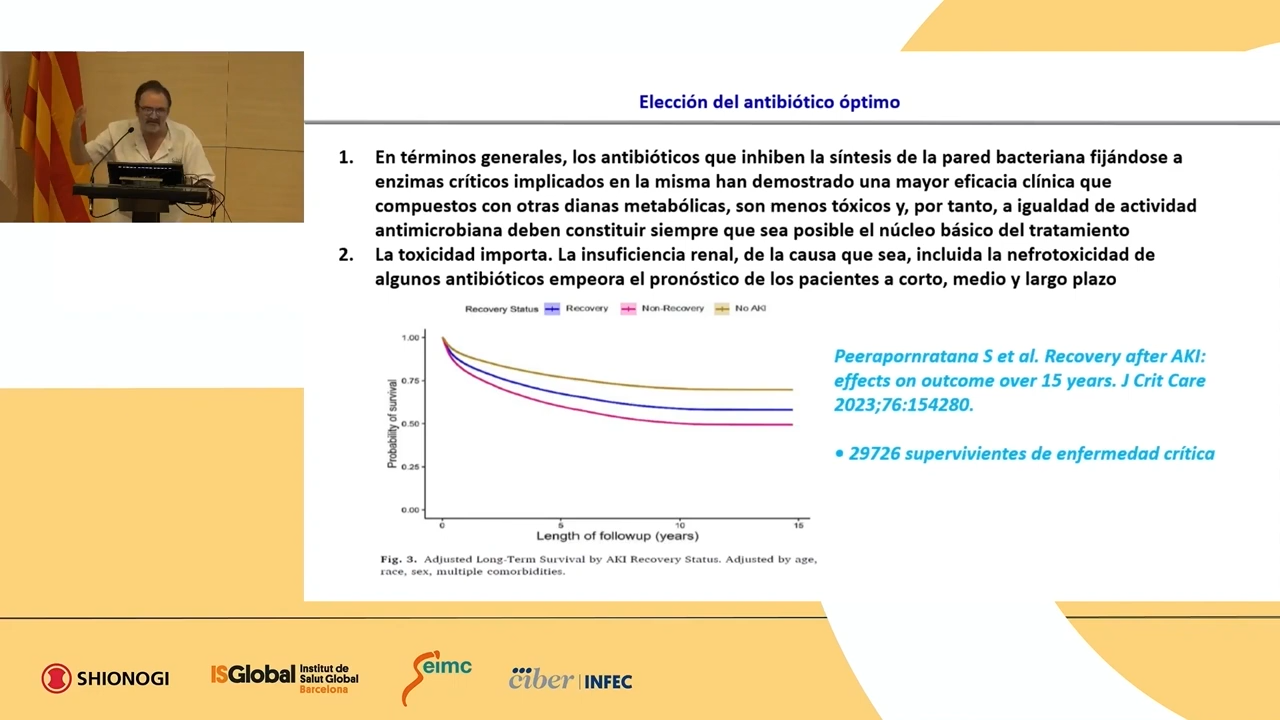 Elección del antibiótico óptimo
1. En términos generales, los antibióticos que inhiben la síntesis de la pared bacteriana fijándose a
enzimas críticos implicados en la misma han demostrado una mayor eficacia clínica que
compuestos con otras dianas metabólicas, son menos tóxicos y, por tanto, a igualdad de actividad
antimicrobiana deben constituir siempre que sea posible el núcleo básico del tratamiento
2. La toxicidad importa. La insuficiencia renal, de la causa que sea, incluida la nefrotoxicidad de
algunos antibióticos empeora el pronóstico de los pacientes a corto, medio y largo plazo
Recovery Status Recovery Non-Recovery No AKI
Probability of survival
1.00
0.75
0.50
0.25
0.00
0 5 10 15
Length of followup (years)
Fig. 3. Adjusted Long-Term Survival by AKI Recovery Status. Adjusted by age,
race, sex, multiple comorbidities.
Peerapornratana S et al. Recovery after AKI:
effects on outcome over 15 years. J Crit Care
2023;76:154280.
• 29726 supervivientes de enfermedad crítica
SHIONOGI
ISGlobal Institut de
Salut Global
Barcelona
Seimc
ciber INFEC